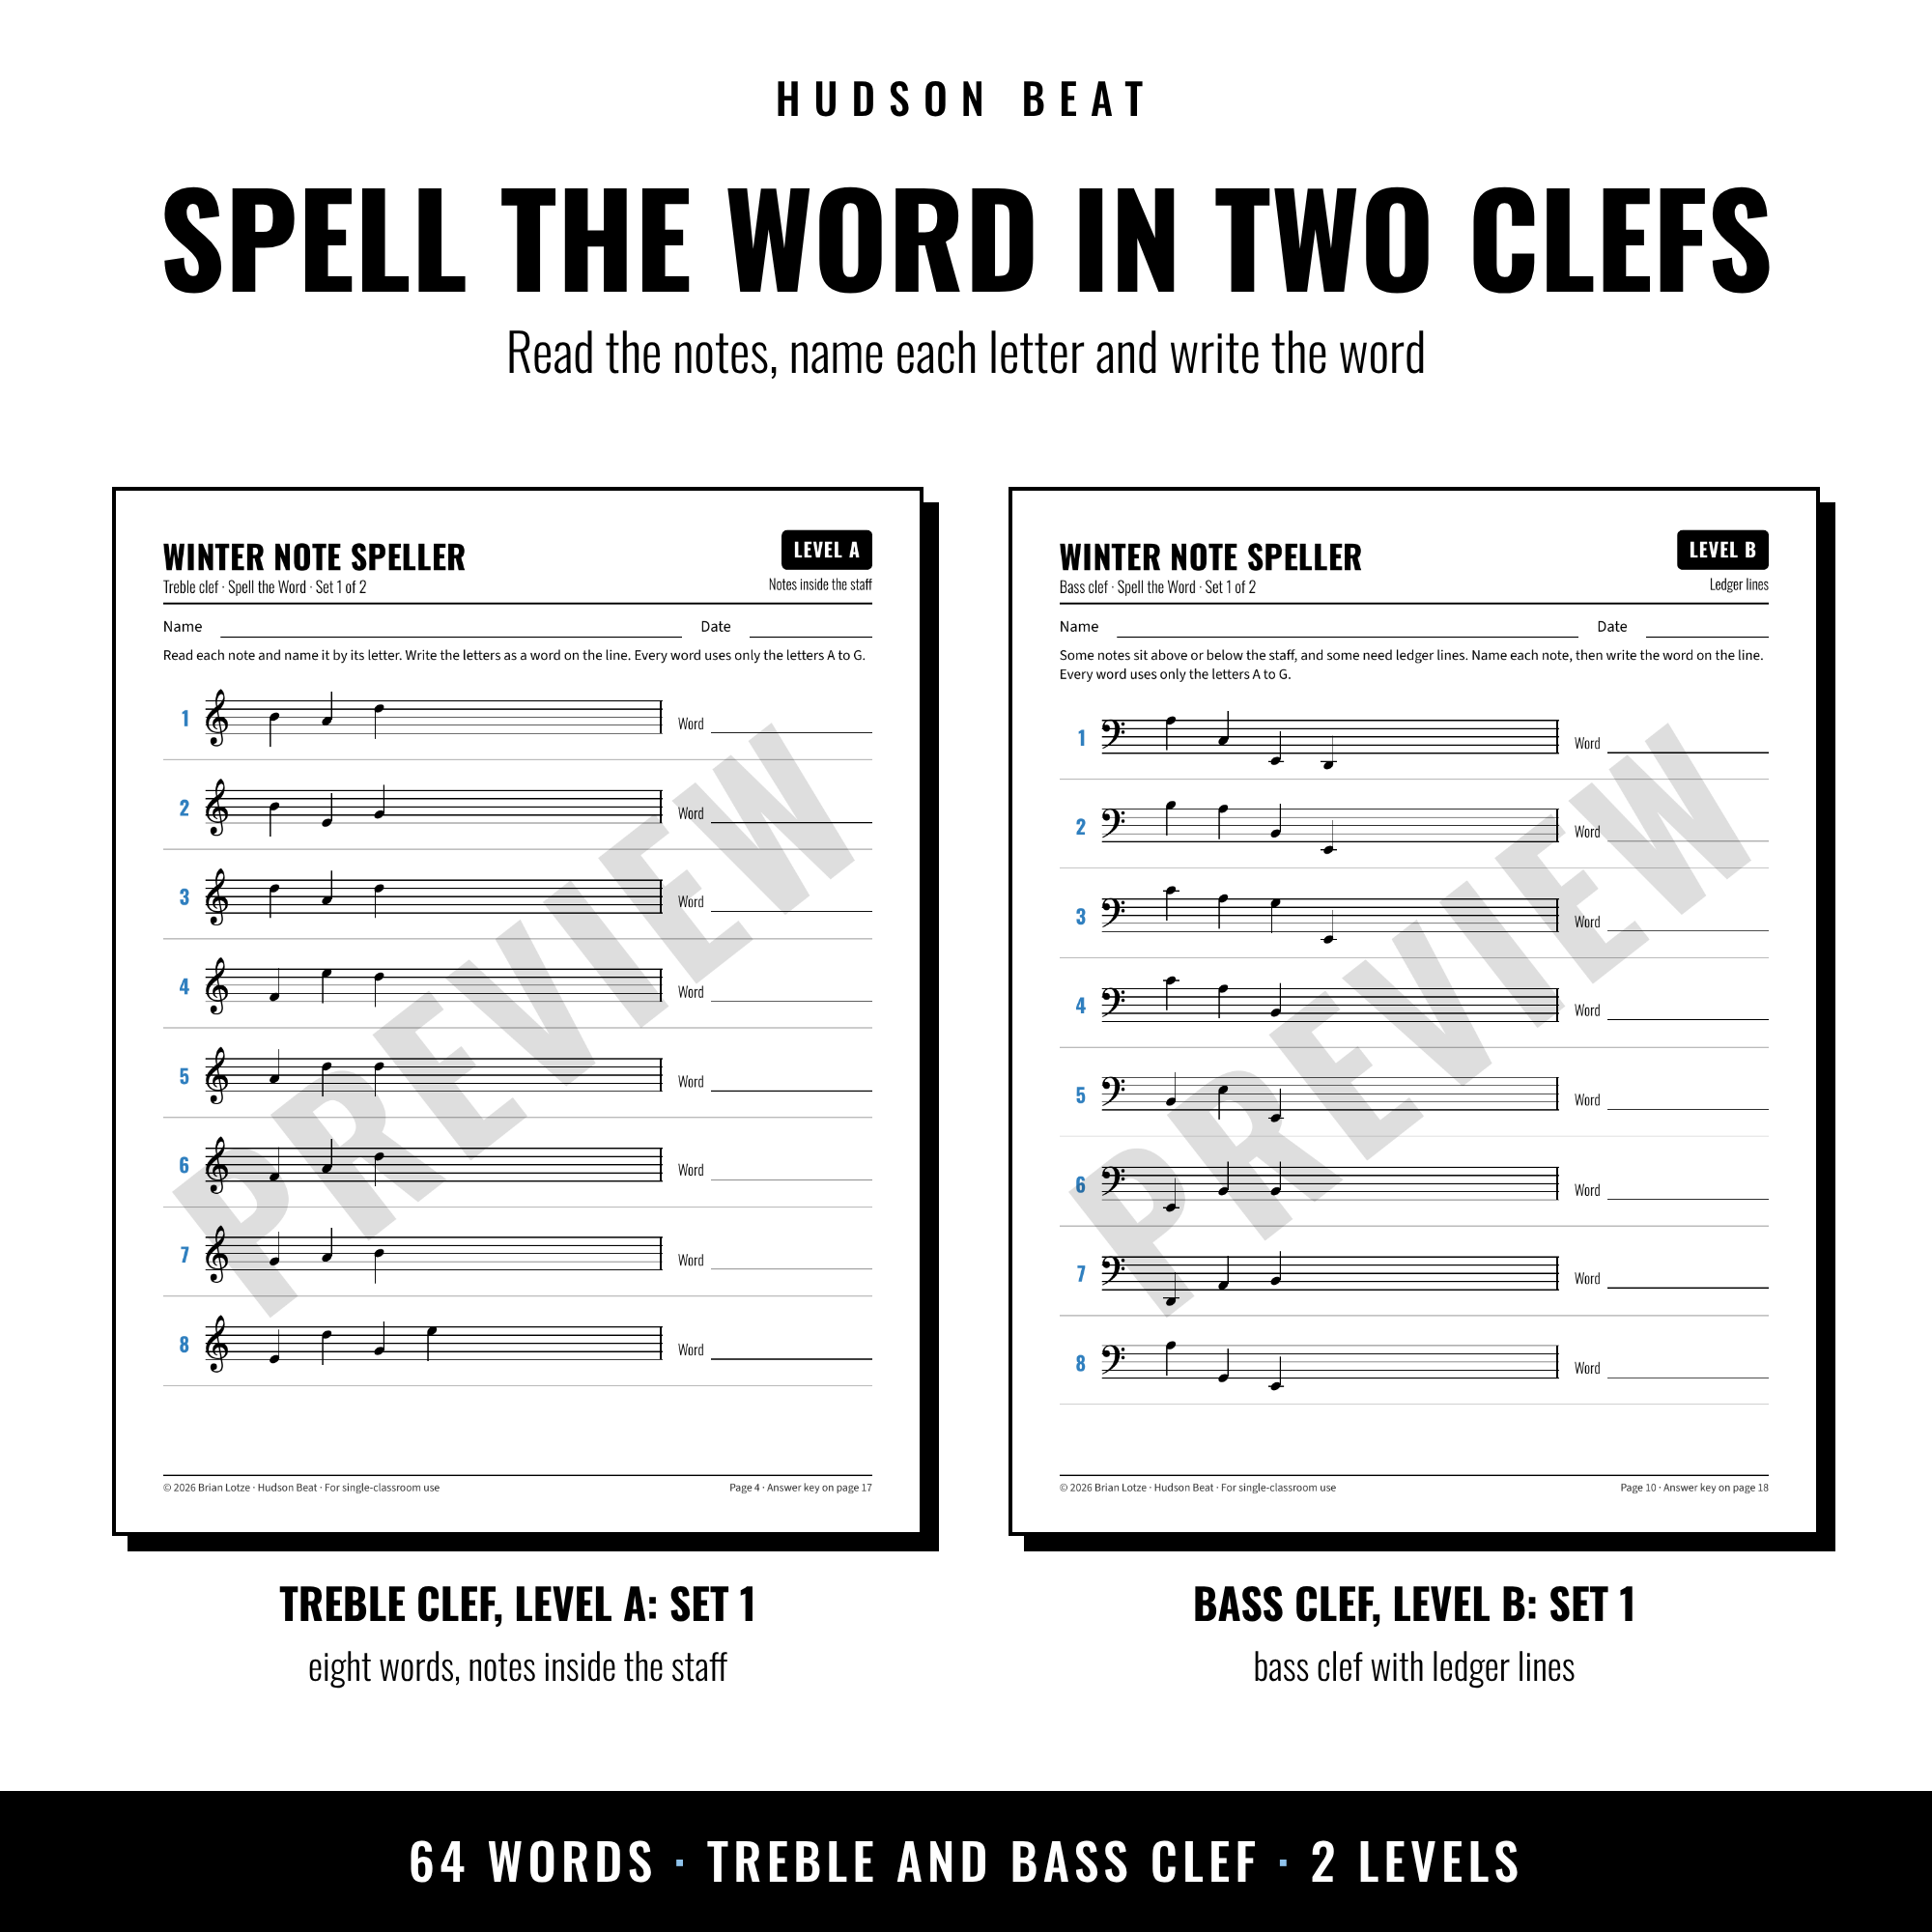 HUDSON BEAT
SPELL THE WORD IN TWO CLEFS
Read the notes, name each letter and write the word
WINTER NOTE SPELLER
LEVEL A
Treble clef · Spell the Word · Set 1 of 2
Notes inside the staff
Name
Date
Read each note and name it by its letter. Write the letters as a word on the line. Every word uses only the letters A to G.
1
Word
2
Word
3
Word
4
Word
5
Word
6
Word
7
Word
8
Word
PREVIEW
© 2026 Brian Lotze · Hudson Beat · For single-classroom use
Page 4 · Answer key on page 17
TREBLE CLEF, LEVEL A: SET 1
eight words, notes inside the staff
WINTER NOTE SPELLER
LEVEL B
Bass clef · Spell the Word · Set 1 of 2
Ledger lines
Name
Date
Some notes sit above or below the staff, and some need ledger lines. Name each note, then write the word on the line.
Every word uses only the letters A to G.
1
Word
2
Word
3
Word
4
Word
5
Word
6
Word
7
Word
8
Word
PREVIEW
© 2026 Brian Lotze · Hudson Beat · For single-classroom use
Page 10 · Answer key on page 18
BASS CLEF, LEVEL B: SET 1
bass clef with ledger lines
64 WORDS · TREBLE AND BASS CLEF · 2 LEVELS